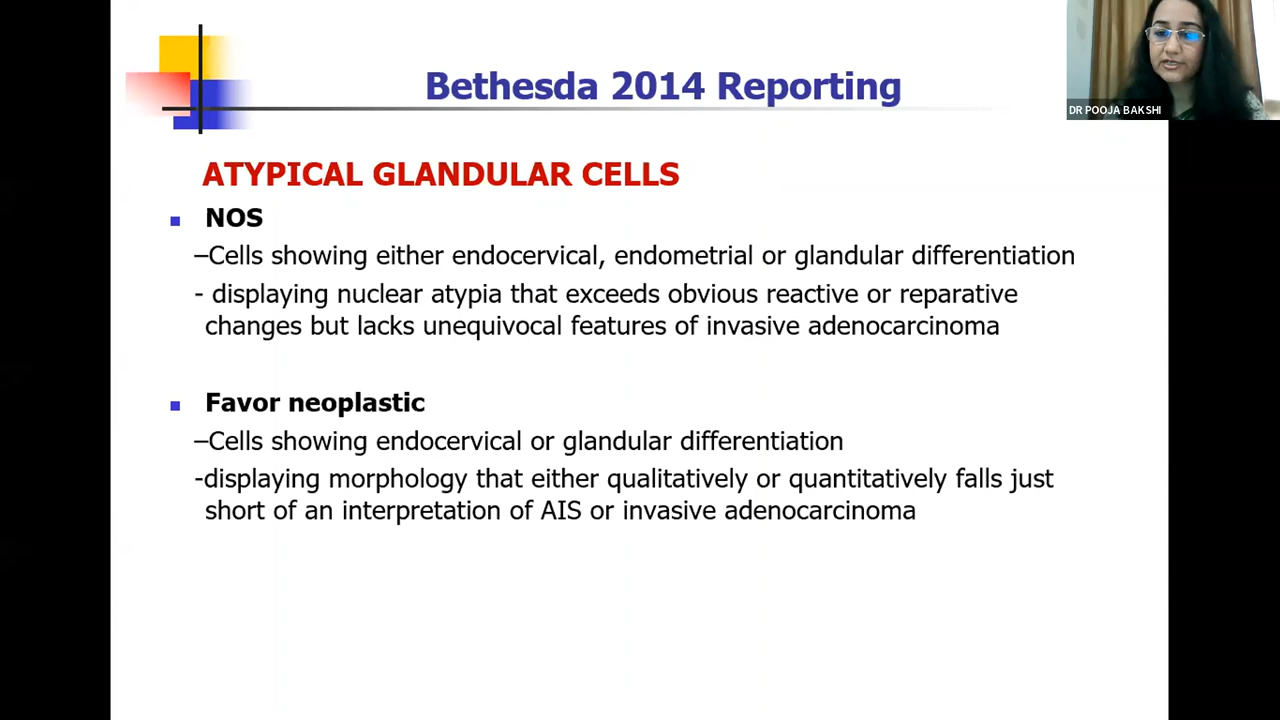 Bethesda 2014 Reporting
DR POOJA BAKSHI
ATYPICAL GLANDULAR CELLS
NOS
–Cells showing either endocervical, endometrial or glandular differentiation
- displaying nuclear atypia that exceeds obvious reactive or reparative
changes but lacks unequivocal features of invasive adenocarcinoma
Favor neoplastic
–Cells showing endocervical or glandular differentiation
-displaying morphology that either qualitatively or quantitatively falls just
short of an interpretation of AIS or invasive adenocarcinoma